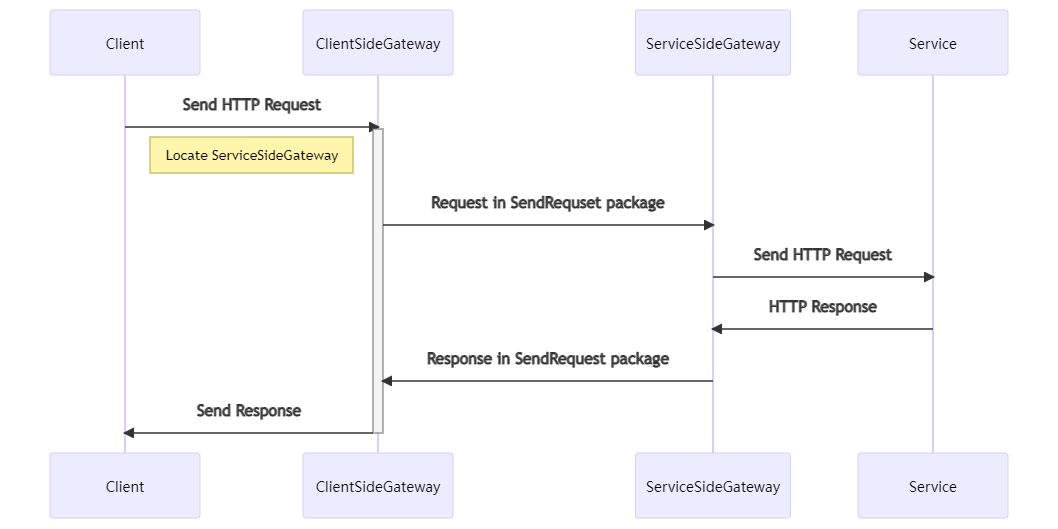 Client
ClientSideGateway
ServiceSideGateway
Service
Send HTTP Request
Locate ServiceSideGateway
Request in SendRequset package
Send HTTP Request
HTTP Response
Response in SendRequest package
Send Response
Client
ClientSideGateway
ServiceSideGateway
Service